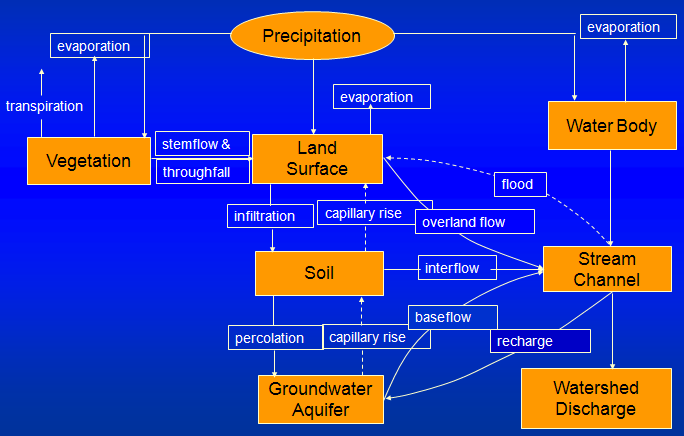 Precipitation
evaporation
evaporation
transpiration
evaporation
Water Body
Vegetation
stemflow &
throughfall
Land
Surface
flood
infiltration
capillary rise
overland flow
Soil
interflow
Stream
Channel
baseflow
percolation
capillary rise
recharge
Groundwater
Aquifer
Watershed
Discharge